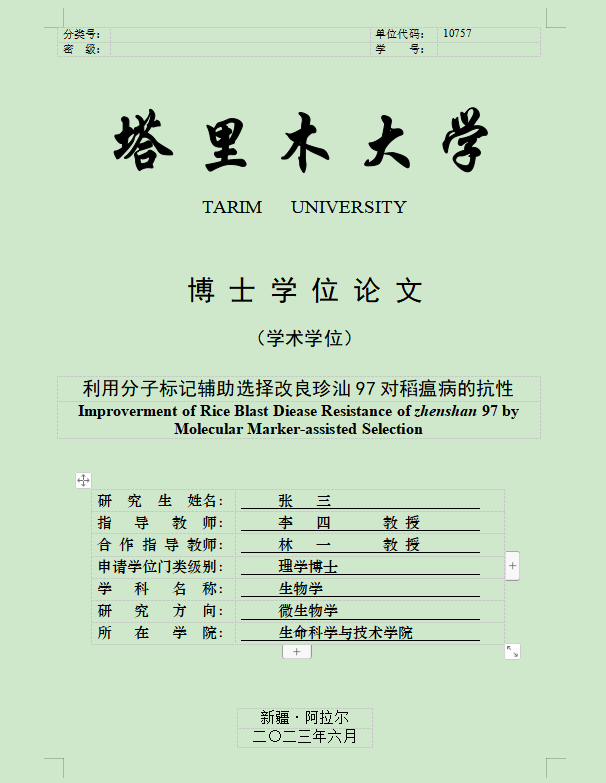 分类号： 单位代码： 10757
密 级： 学 号：
塔里木大学
TARIM UNIVERSITY
博士学位论文
（学术学位）
利用分子标记辅助选择改良珍汕97对稻瘟病的抗性
Improverment of Rice Blast Diease Resistance of zhenshan 97 by
Molecular Marker-assisted Selection
研 究 生 姓名： 张 三
指 导 教 师： 李 四 教 授
合 作 指 导 教师： 林 一 教 授
申请学位门类级别： 理学博士
学 科 名 称： 生物学
研 究 方 向： 微生物学
所 在 学 院： 生命科学与技术学院
新疆·阿拉尔
二〇二三年六月